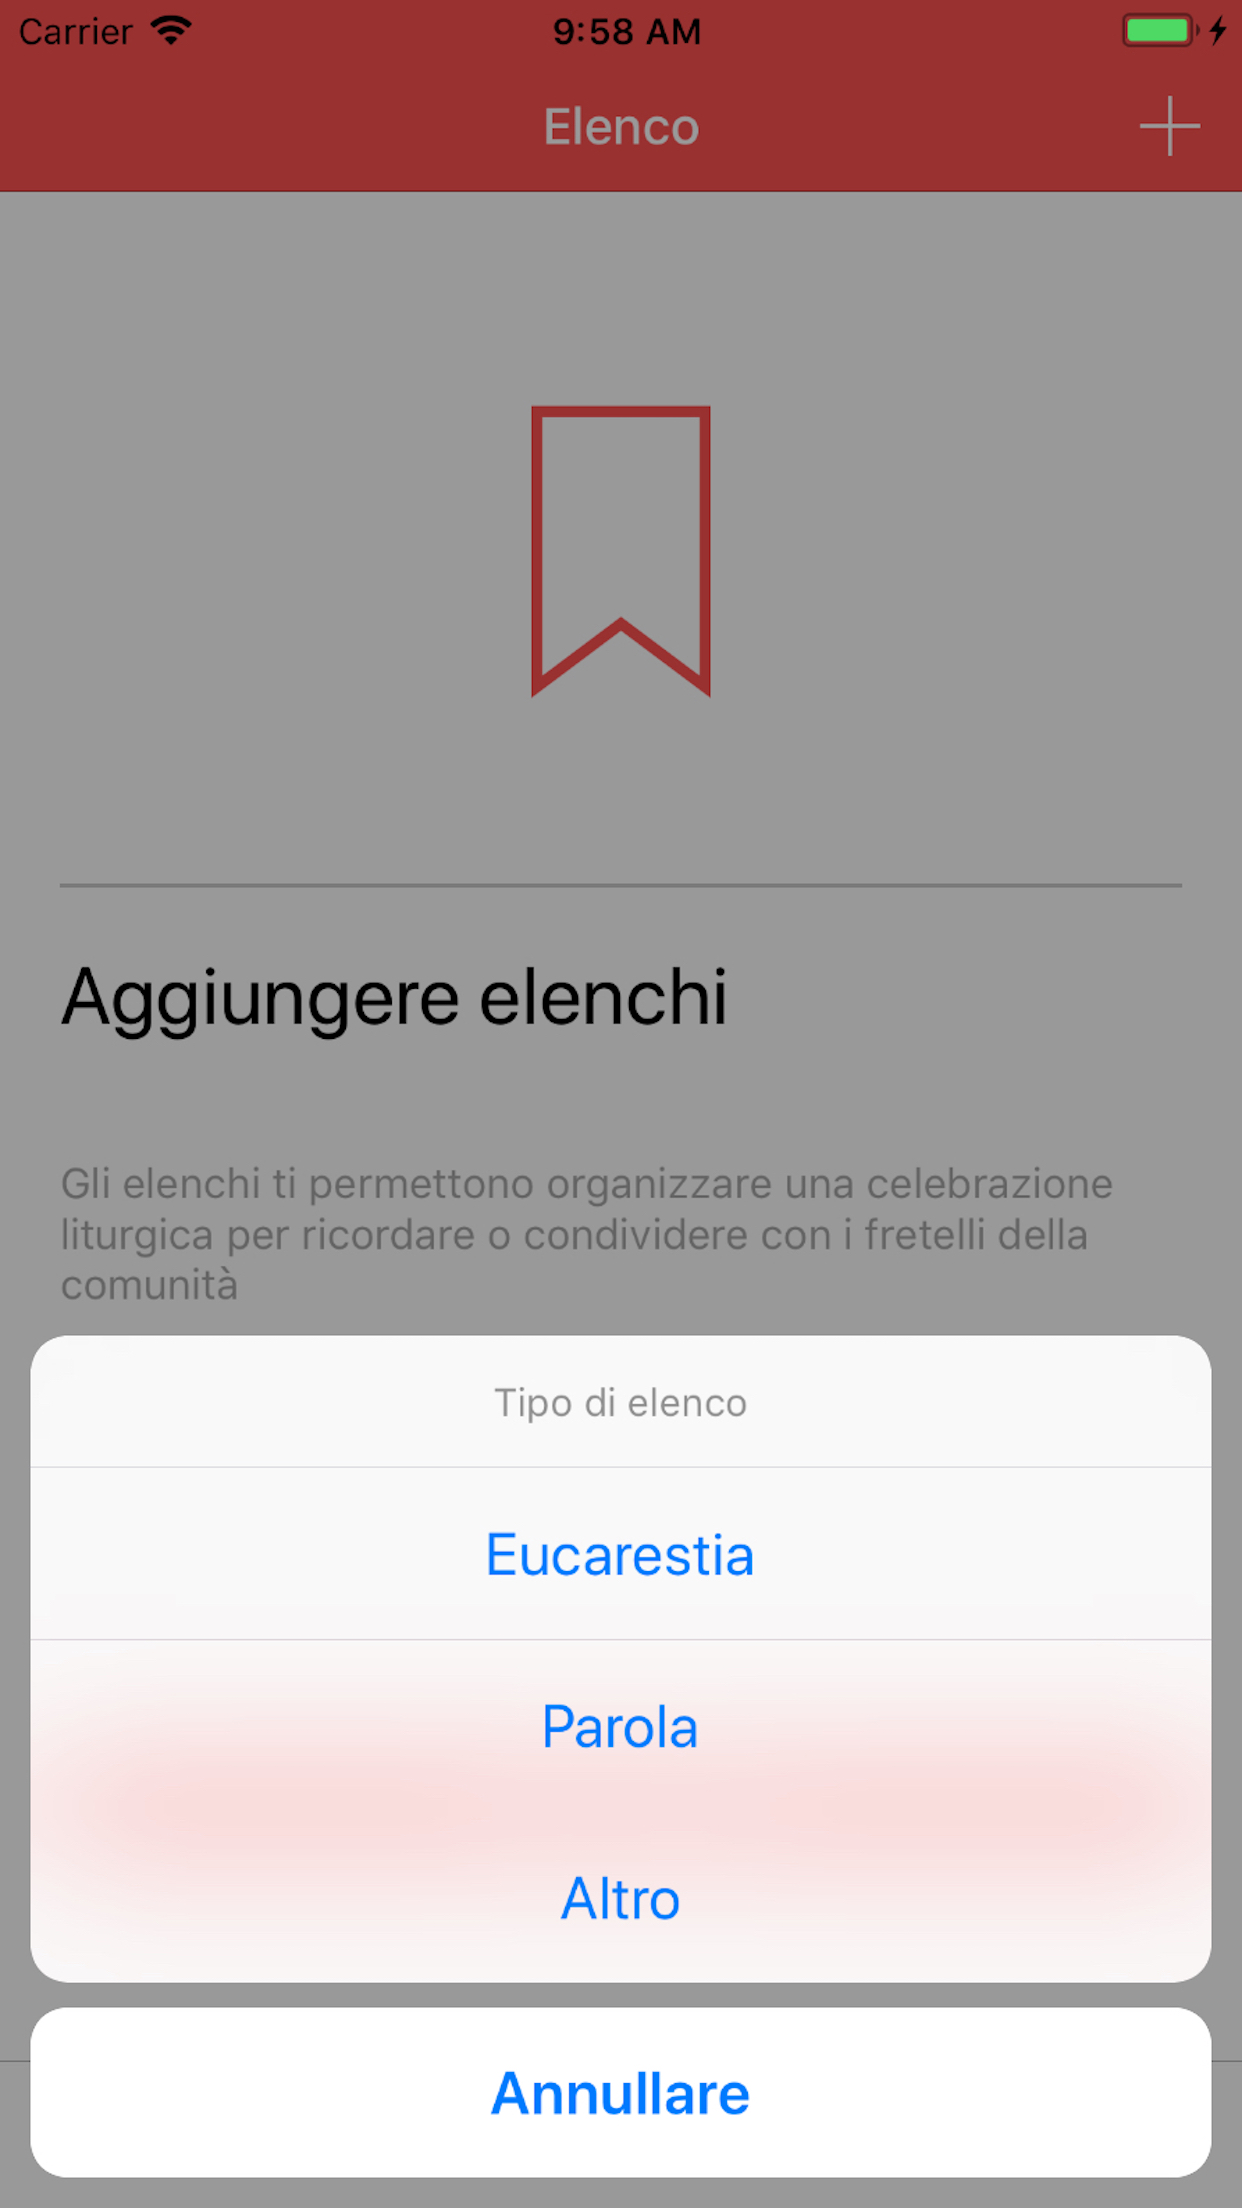 Carrier 9:58 AM
Elenco
Aggiungere elenchi
Gli elenchi ti permettono organizzare una celebrazione
liturgica per ricordare o condividere con i fretelli della
comunità
Tipo di elenco
Eucarestia
Parola
Altro
Annullare